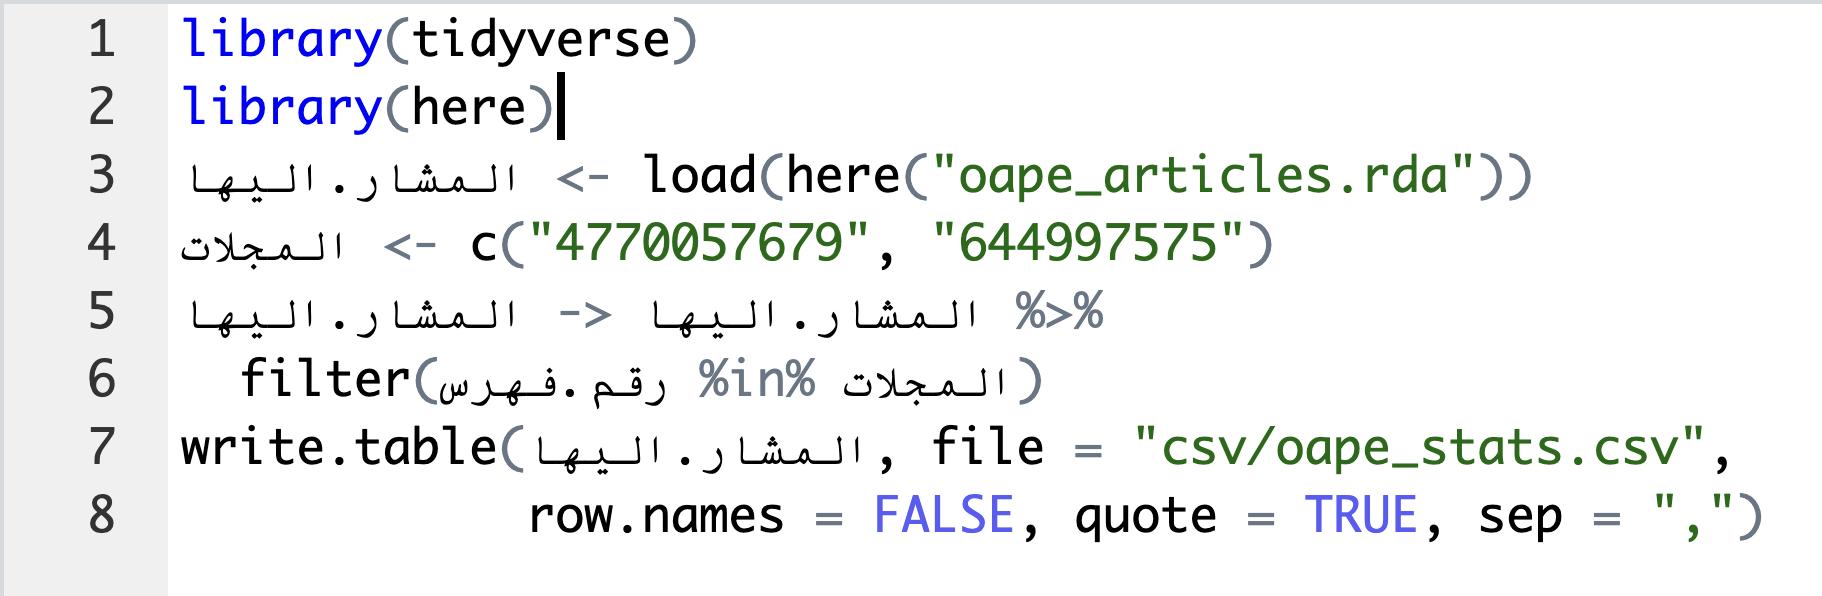 1 library(tidyverse)
2 library(here)
3 المشار.اليها <- load(here("oape_articles.rda"))
4 المجلات <- c("4770057679", "644997575")
5 المشار.اليها <- المشار.اليها %>%
6 filter(رقم.فهرس %in% المجلات)
7 write.table(المشار.اليها, file = "csv/oape_stats.csv",
8 row.names = FALSE, quote = TRUE, sep = ",")